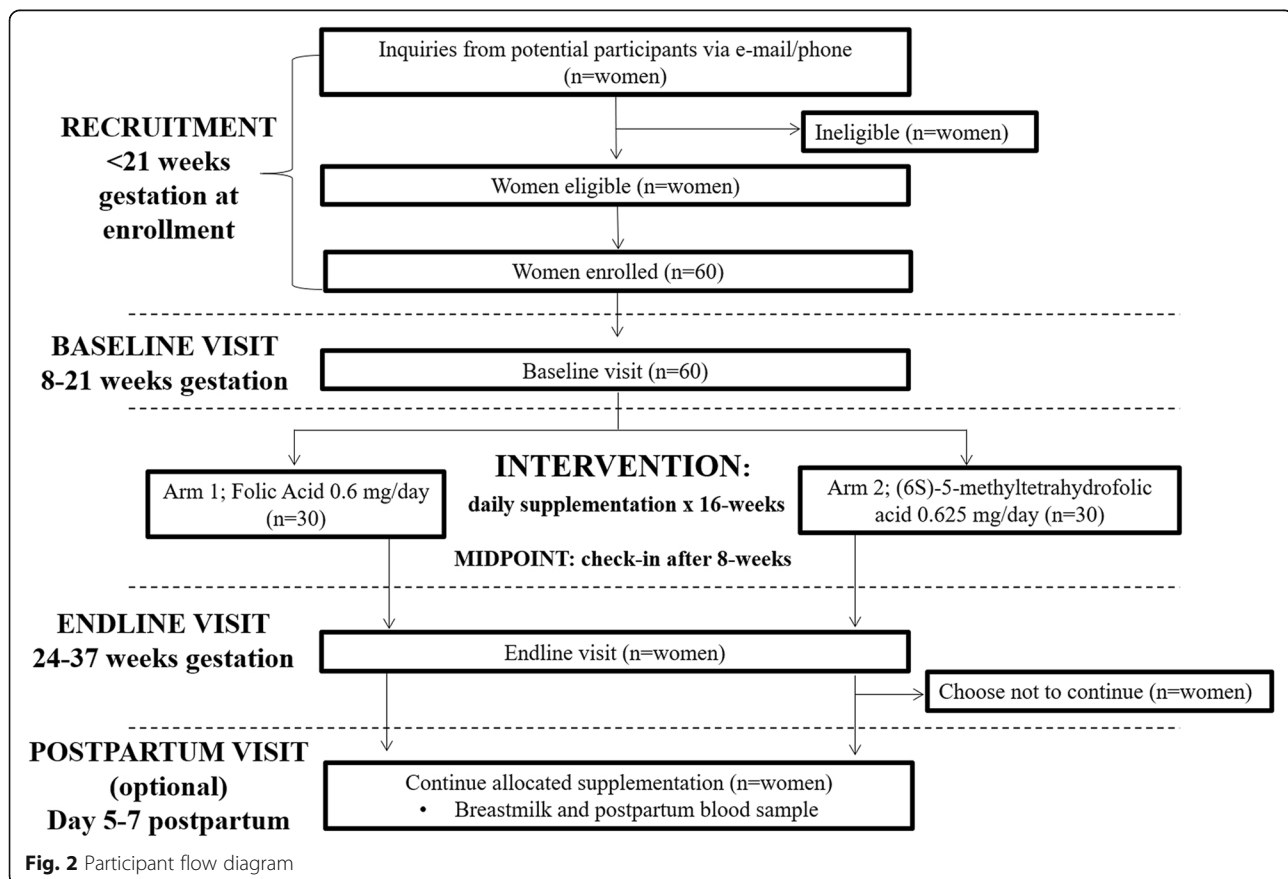 Inquiries from potential participants via e-mail/phone
(n=women)
RECRUITMENT
<21 weeks
gestation at
enrollment
Ineligible (n=women)
Women eligible (n=women)
Women enrolled (n=60)
BASELINE VISIT
8-21 weeks gestation
Baseline visit (n=60)
INTERVENTION:
daily supplementation x 16-weeks
Arm 1; Folic Acid 0.6 mg/day
(n=30)
Arm 2; (6S)-5-methyltetrahydrofolic
acid 0.625 mg/day (n=30)
MIDPOINT: check-in after 8-weeks
ENDLINE VISIT
24-37 weeks gestation
Endline visit (n=women)
Choose not to continue (n=women)
POSTPARTUM VISIT
(optional)
Day 5-7 postpartum
Continue allocated supplementation (n=women)
• Breastmilk and postpartum blood sample
Fig. 2 Participant flow diagram